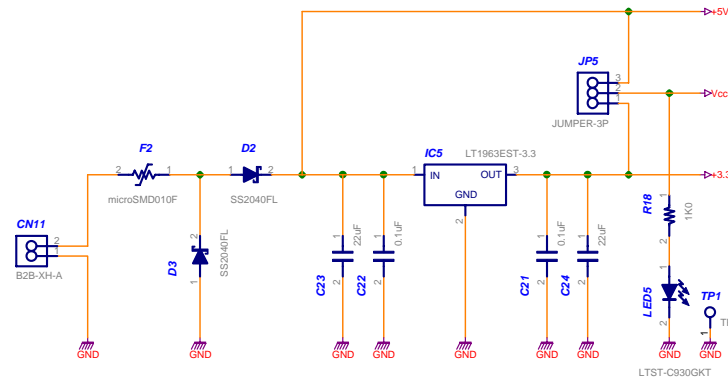 +5V
JP5
3
2
1
Vcc
JUMPER-3P
F2
D2
IC5
LT1963EST-3.3
2
1
1
2
1
IN
OUT
3
+3.3
microSMD010F
SS2040FL
GND
2
1
R18
1K0
2
CN11
2
1
B2B-XH-A
2
D3
1
SS2040FL
1
C23
2
22uF
1
C22
2
0.1uF
1
C21
2
0.1uF
1
C24
2
22uF
1
LED5
2
TP1
1
GND
GND
GND
GND
GND
GND
GND
GND
GND
LTST-C930GKT